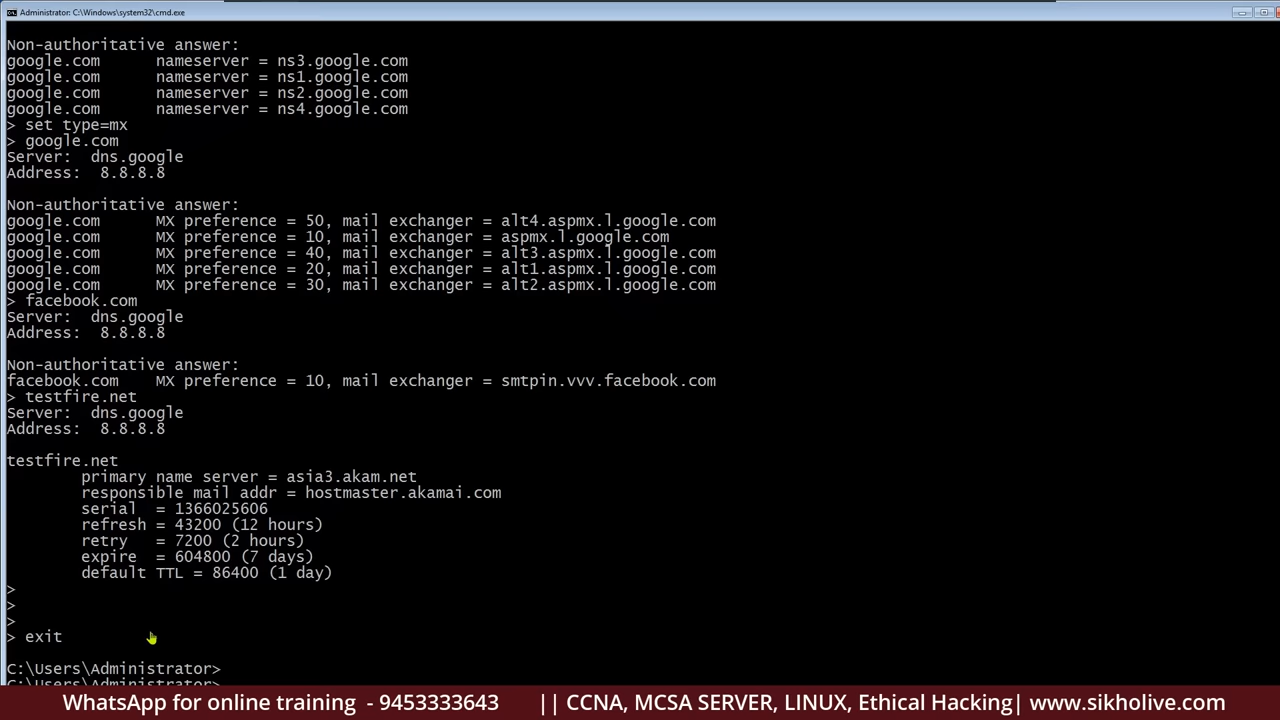 Administrator: C:\Windows\system32\cmd.exe
Non-authoritative answer:
google.com      nameserver = ns3.google.com
google.com      nameserver = ns1.google.com
google.com      nameserver = ns2.google.com
google.com      nameserver = ns4.google.com
> set type=mx
> google.com
Server:  dns.google
Address:  8.8.8.8
Non-authoritative answer:
google.com      MX preference = 50, mail exchanger = alt4.aspmx.l.google.com
google.com      MX preference = 10, mail exchanger = aspmx.l.google.com
google.com      MX preference = 40, mail exchanger = alt3.aspmx.l.google.com
google.com      MX preference = 20, mail exchanger = alt1.aspmx.l.google.com
google.com      MX preference = 30, mail exchanger = alt2.aspmx.l.google.com
> facebook.com
Server:  dns.google
Address:  8.8.8.8
Non-authoritative answer:
facebook.com    MX preference = 10, mail exchanger = smtpin.vvv.facebook.com
> testfire.net
Server:  dns.google
Address:  8.8.8.8
testfire.net
        primary name server = asia3.akam.net
        responsible mail addr = hostmaster.akamai.com
        serial  = 1366025606
        refresh = 43200 (12 hours)
        retry   = 7200 (2 hours)
        expire  = 604800 (7 days)
        default TTL = 86400 (1 day)
>
>
>
> exit
C:\Users\Administrator>
C:\Users\Administrator>
WhatsApp for online training - 9453333643 || CCNA, MCSA SERVER, LINUX, Ethical Hacking| www.sikholive.com